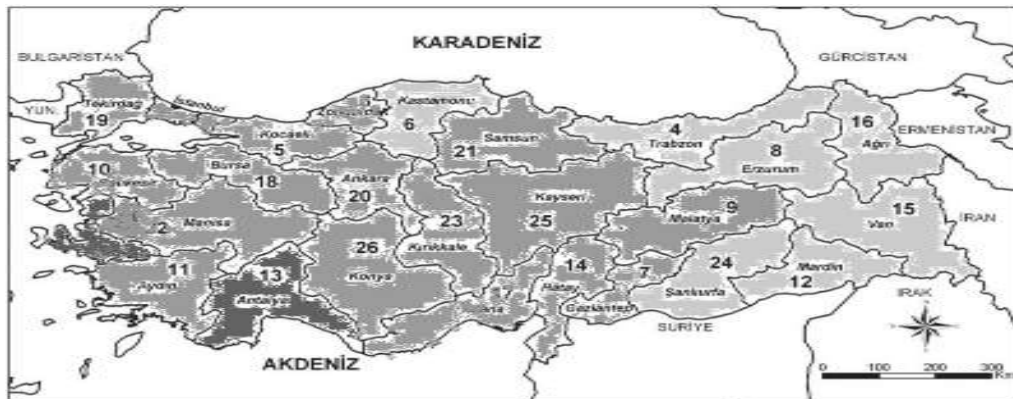 KARADENİZ
BULGARİSTAN
GÜRCİSTAN
YUN.
Tekirdağ
19
İstanbul
Kastamonu
6
Kocaeli
5
Samsun
21
4
Trabzon
8
Erzurum
16
Ağrı
ERMENİSTAN
10
Bursa
18
Ankara
20
Kayseri
25
Malatya
9
15
Van
İRAN
2
Manisa
26
23
Kırıkkale
11
Aydın
13
Antalya
Konya
14
Hatay
7
Gaziantep
24
Şanlıurfa
Mardin
12
IRAK
SURİYE
AKDENİZ
0 100 200 300
Km